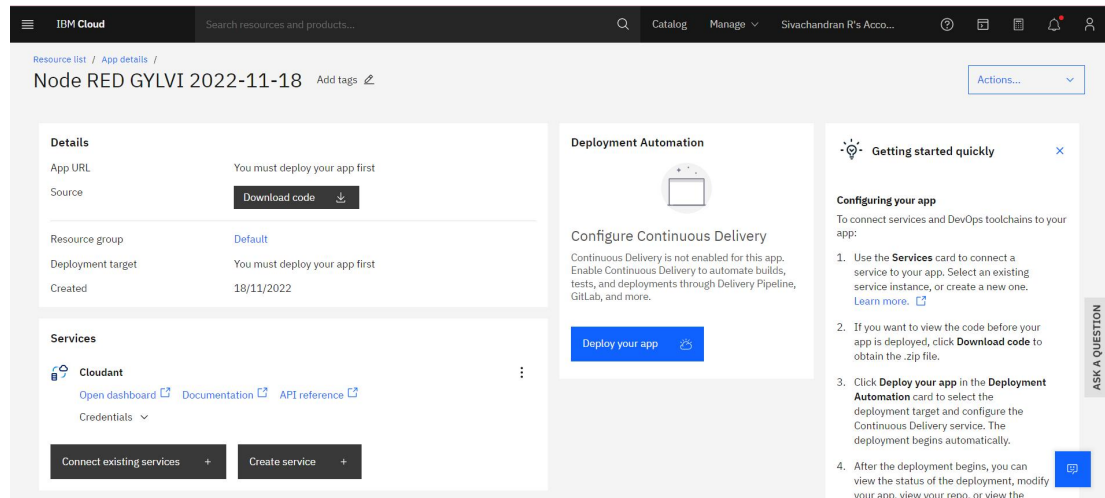 IBM Cloud
Search resources and products...
Catalog
Manage
Sivachandran R's Acco...
Resource list / App details /
Node RED GYLVI 2022-11-18
Add tags
Actions...
Details
App URL
You must deploy your app first
Source
Download code
Resource group
Default
Deployment target
You must deploy your app first
Created
18/11/2022
Services
Cloudant
Open dashboard
Documentation
API reference
Credentials
Connect existing services +
Create service +
Deployment Automation
Configure Continuous Delivery
Continuous Delivery is not enabled for this app.
Enable Continuous Delivery to automate builds,
tests, and deployments through Delivery Pipeline,
GitLab, and more.
Deploy your app
Getting started quickly
Configuring your app
To connect services and DevOps toolchains to your
app:
1. Use the Services card to connect a
service to your app. Select an existing
service instance, or create a new one.
Learn more.
2. If you want to view the code before your
app is deployed, click Download code to
obtain the .zip file.
3. Click Deploy your app in the Deployment
Automation card to select the
deployment target and configure the
Continuous Delivery service. The
deployment begins automatically.
4. After the deployment begins, you can
view the status of the deployment, modify
your app, view your repo, or view the
ASK A QUESTION